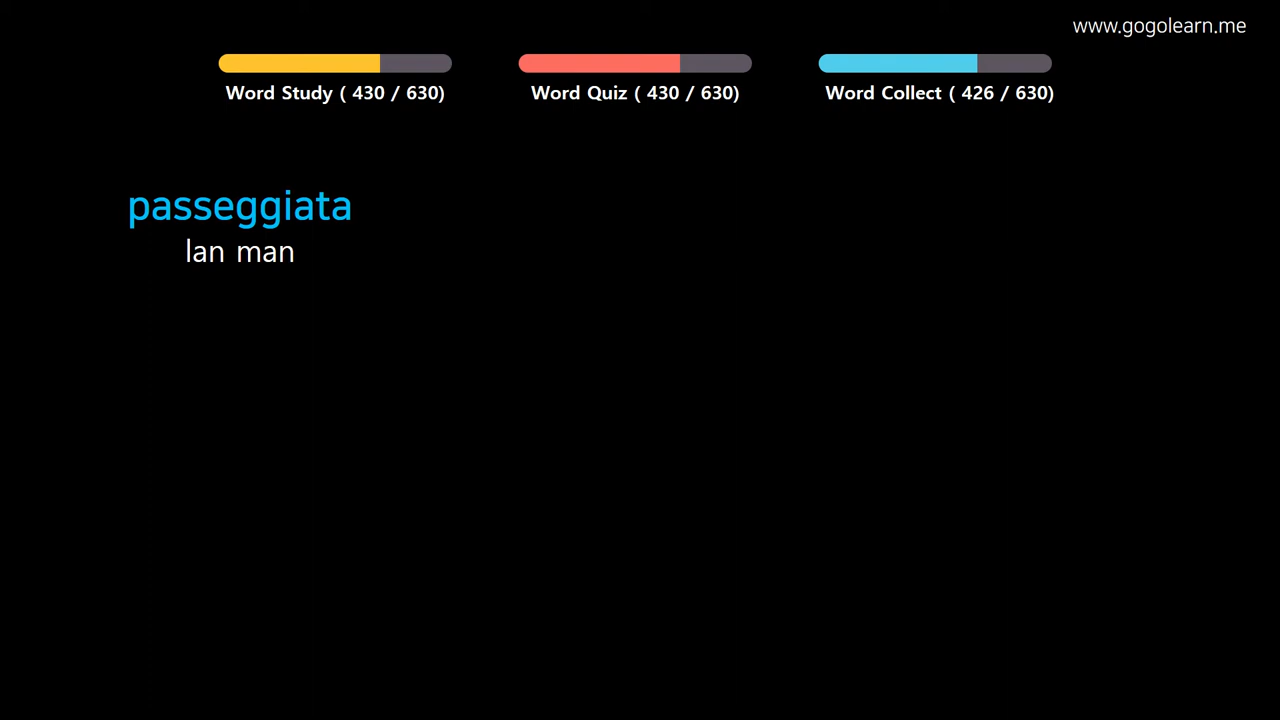 www.gogolearn.me
Word Study ( 430 / 630)
Word Quiz ( 430 / 630)
Word Collect ( 426 / 630)
passeggiata
lan man